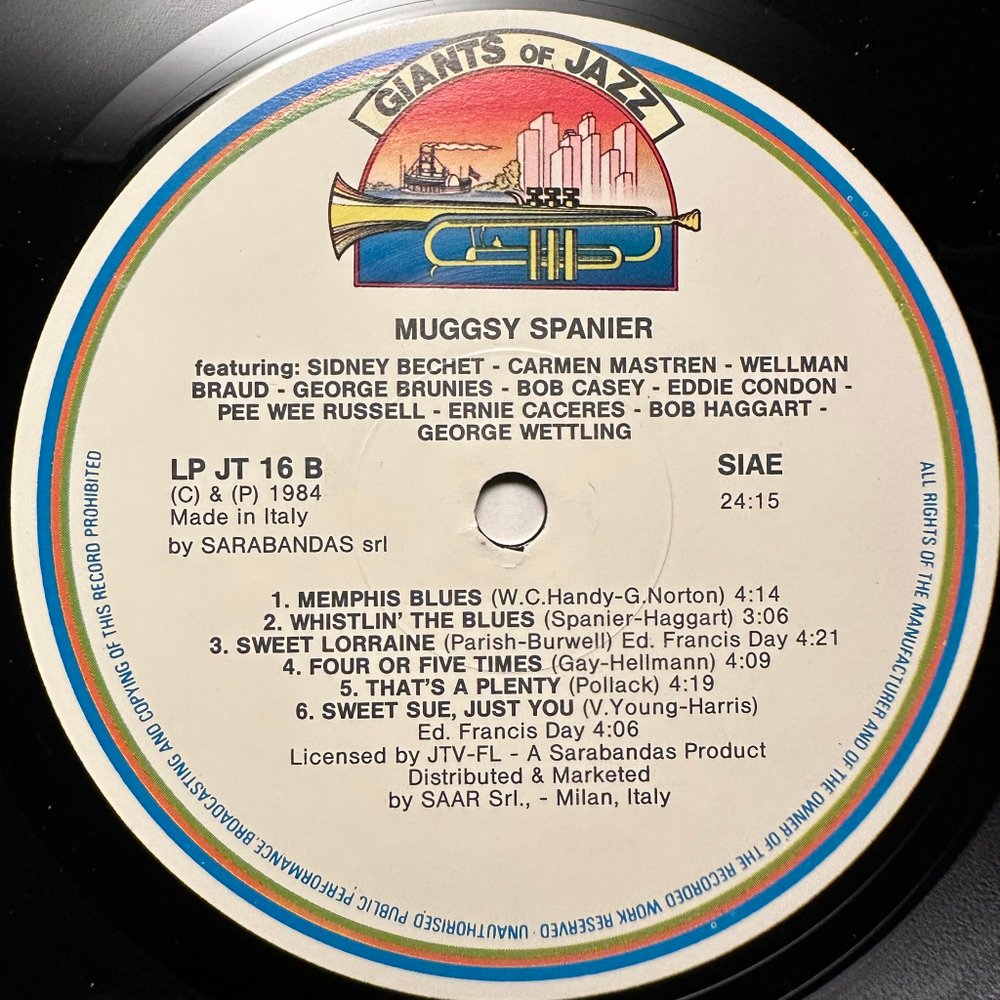 GIANTS OF JAZZ
MUGGSY SPANIER
featuring: SIDNEY BECHET - CARMEN MASTREN - WELLMAN
BRAUD - GEORGE BRUNIES - BOB CASEY - EDDIE CONDON -
PEE WEE RUSSELL - ERNIE CACERES - BOB HAGGART -
GEORGE WETTLING
LP JT 16 B
SIAE
(C) & (P) 1984
24:15
Made in Italy
by SARABANDAS srl
1. MEMPHIS BLUES (W.C.Handy-G.Norton) 4:14
2. WHISTLIN' THE BLUES (Spanier-Haggart) 3:06
3. SWEET LORRAINE (Parish-Burwell) Ed. Francis Day 4:21
4. FOUR OR FIVE TIMES (Gay-Hellmann) 4:09
5. THAT'S A PLENTY (Pollack) 4:19
6. SWEET SUE, JUST YOU (V.Young-Harris)
Ed. Francis Day 4:06
Licensed by JTV-FL - A Sarabandas Product
Distributed & Marketed
by SAAR Srl., - Milan, Italy
ALL RIGHTS OF THE MANUFACTURER AND OF THE OWNER OF THE RECORDED WORK RESERVED · UNAUTHORISED PUBLIC PERFORMANCE, BROADCASTING AND COPYING OF THIS RECORD PROHIBITED